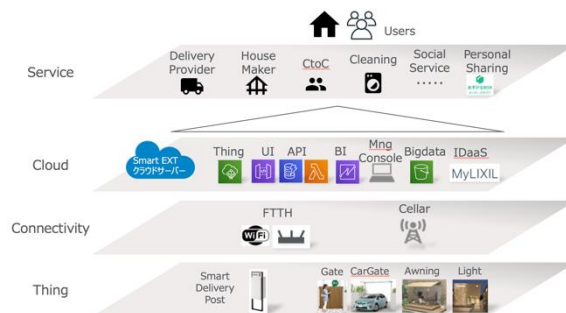 Users
Service
Delivery
Provider
House
Maker
CtoC
Cleaning
Social
Service
.....
Personal
Sharing
Cloud
Smart EXT
クラウドサーバー
Thing
UI
API
BI
Mng
Console
Bigdata
IDaaS
MyLIXIL
Connectivity
FTTH
WiFi
Cellar
Thing
Smart
Delivery
Post
Gate
CarGate
Awning
Light